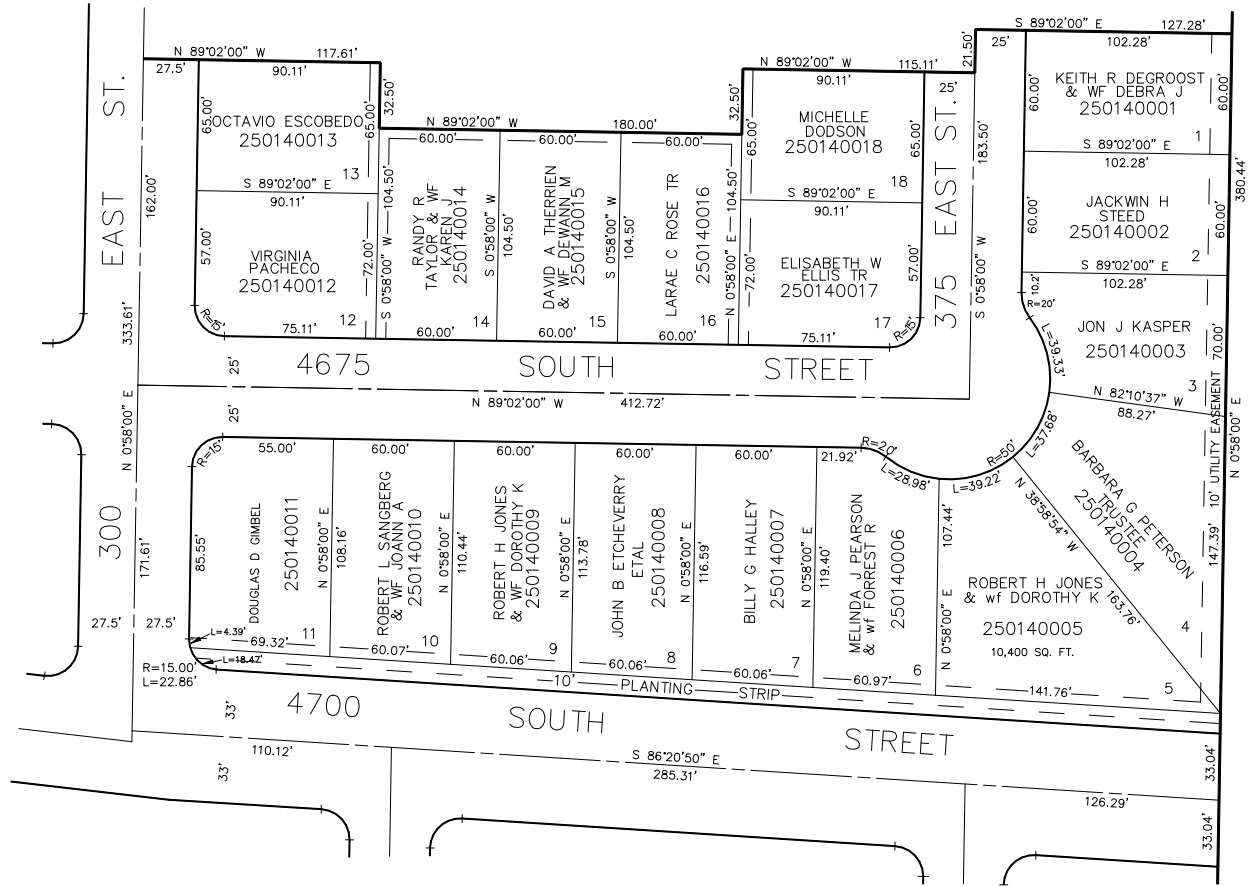 S 89°02'00" E 127.28'
25' 102.28'
21.50'
N 89°02'00" W 117.61'
27.5' 90.11'
32.50'
N 89°02'00" W 115.11'
90.11' 25'
32.50'
KEITH R DEGROOST
& WF DEBRA J
250140001
60.00' 60.00'
1
S 89°02'00" E
102.28'
380.44'
65.00' 65.00'
OCTAVIO ESCOBEDO
250140013
13
S 89°02'00" E
90.11'
N 89°02'00" W 180.00'
60.00' 60.00' 60.00'
MICHELLE
DODSON
250140018
65.00' 65.00'
18
S 89°02'00" E
90.11'
183.50'
S 0°58'00" W
JACKWIN H
STEED
250140002
60.00' 60.00'
2
S 89°02'00" E
102.28'
EAST ST.
162.00'
333.61'
57.00' 72.00'
VIRGINIA
PACHECO
250140012
12
R=15'
75.11'
S 0°58'00" W 104.50'
RANDY R
TAYLOR & WF
KAREN J
250140014
14
60.00'
S 0°58'00" W 104.50'
DAVID A THERRIEN
& WF DEWANN M
250140015
15
60.00'
S 0°58'00" W 104.50'
LARAE C ROSE TR
250140016
16
60.00'
N 0°58'00" E 104.50'
72.00' 57.00'
ELISABETH W
ELLIS TR
250140017
17
R=15'
75.11'
375 EAST ST.
10.2'
R=20'
JON J KASPER
250140003
L=39.33'
70.00'
3
N 82°10'37" W
88.27'
10' UTILITY EASEMENT
N 0°58'00" E
25'
4675 SOUTH STREET
N 89°02'00" W 412.72'
25'
N 0°58'00" E
R=15'
55.00' 60.00' 60.00' 60.00' 60.00' 21.92'
R=20'
L=28.98'
L=39.22'
R=50'
L=37.68'
BARBARA G PETERSON
TRUSTEE
250140004
147.39'
4
N 38°58'54" W
163.76'
300
171.61'
85.55'
DOUGLAS D GIMBEL
250140011
11
N 0°58'00" E
108.16'
69.32'
ROBERT L SANGBERG
& WF JOANN A
250140010
10
N 0°58'00" E
110.44'
60.07'
ROBERT H JONES
& WF DOROTHY K
250140009
9
N 0°58'00" E
113.78'
60.06'
JOHN B ETCHEVERRY
ETAL
250140008
8
N 0°58'00" E
116.59'
60.06'
BILLY G HALLEY
250140007
7
N 0°58'00" E
119.40'
60.06'
MELINDA J PEARSON
& wf FORREST R
250140006
6
60.97'
107.44'
N 0°58'00" E
ROBERT H JONES
& wf DOROTHY K
250140005
10,400 SQ. FT.
5
141.76'
27.5' 27.5'
L=4.39'
L=18.47'
R=15.00'
L=22.86'
10' PLANTING STRIP
33'
4700 SOUTH STREET
110.12'
S 86°20'50" E
285.31'
126.29'
33'
33.04'
33.04'